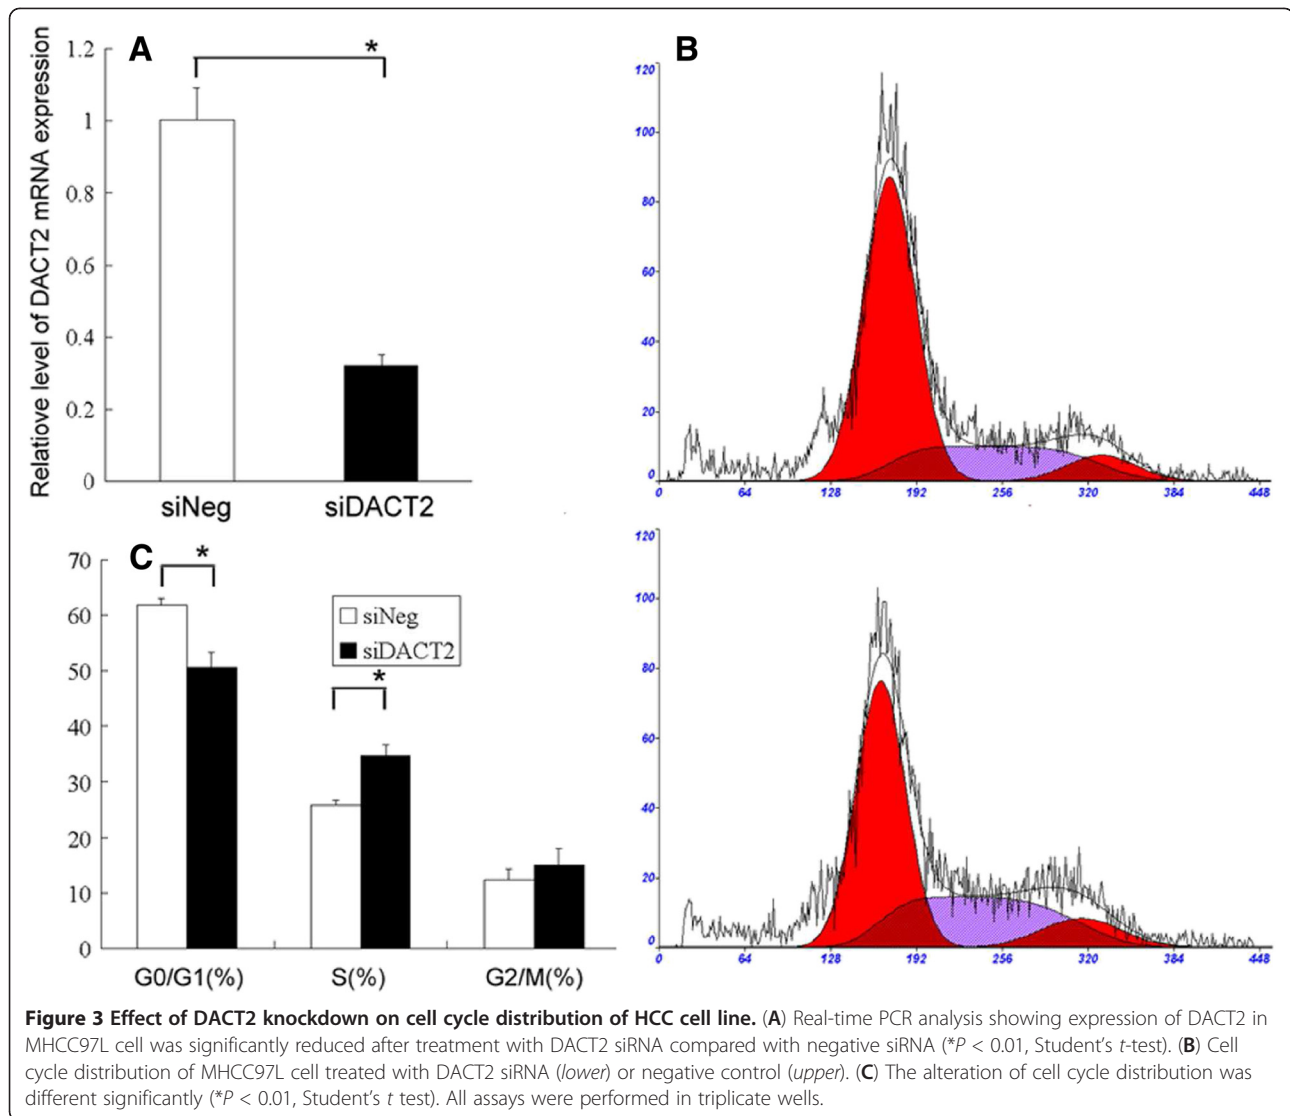 A
Relatiove level of DACT2 mRNA expression
1.2
1
0.8
0.6
0.4
0.2
0
*
siNeg
siDACT2
B
120
100
80
60
40
20
0
0 64 128 192 256 320 384 448
120
100
80
60
40
20
0
0 64 128 192 256 320 384 448
C
70
60
50
40
30
20
10
0
*
siNeg
siDACT2
*
G0/G1(%)
S(%)
G2/M(%)
Figure 3 Effect of DACT2 knockdown on cell cycle distribution of HCC cell line. (A) Real-time PCR analysis showing expression of DACT2 in
MHCC97L cell was significantly reduced after treatment with DACT2 siRNA compared with negative siRNA (*P < 0.01, Student's t-test). (B) Cell
cycle distribution of MHCC97L cell treated with DACT2 siRNA (lower) or negative control (upper). (C) The alteration of cell cycle distribution was
different significantly (*P < 0.01, Student's t test). All assays were performed in triplicate wells.